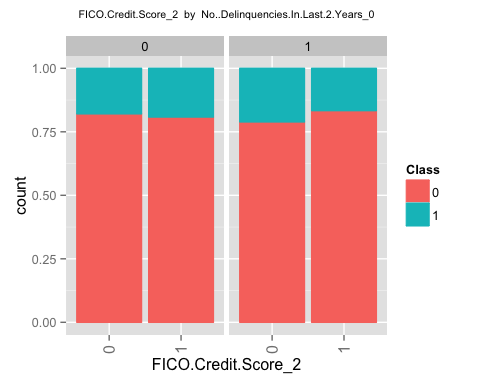 FICO.Credit.Score_2 by No..Delinquencies.In.Last.2.Years_0
0 1
1.00
0.75
0.50
0.25
0.00
count
0 1 0 1
FICO.Credit.Score_2
Class
0
1